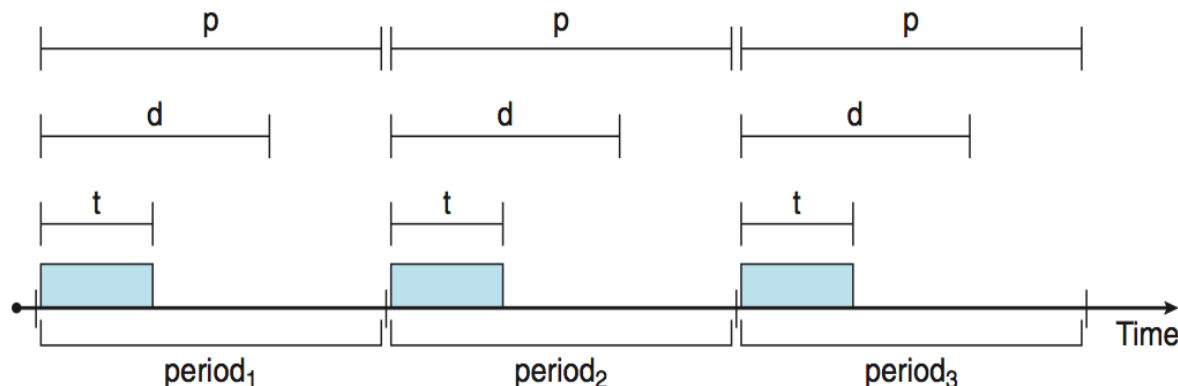 p p p
d d d
t t t
Time
period₁ period₂ period₃